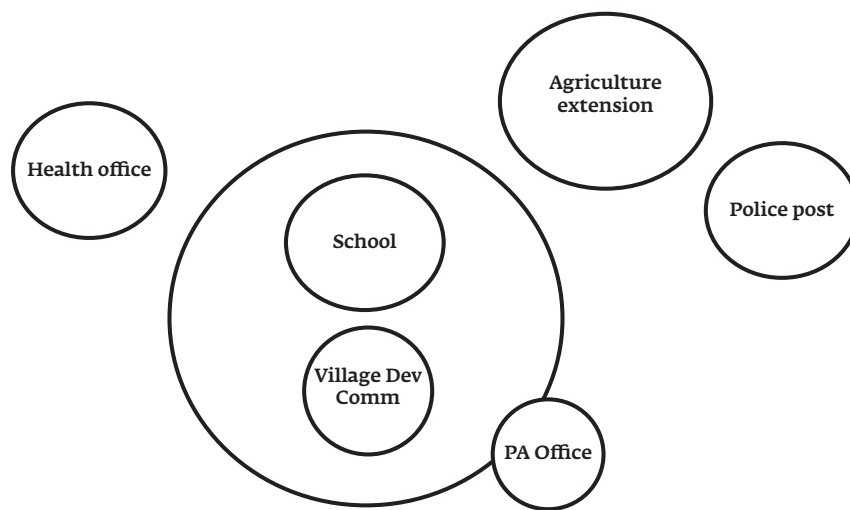 Agriculture
extension
Health office
Police post
School
Village Dev
Comm
PA Office